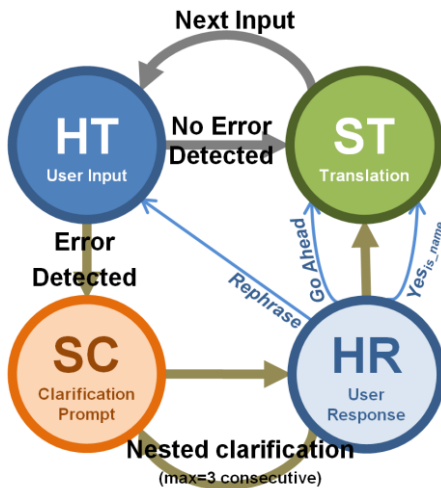 Next Input
HT
User Input
No Error
Detected
ST
Translation
Error
Detected
Rephrase
Go Ahead
Yesis_name
SC
Clarification
Prompt
HR
User
Response
Nested clarification
(max=3 consecutive)